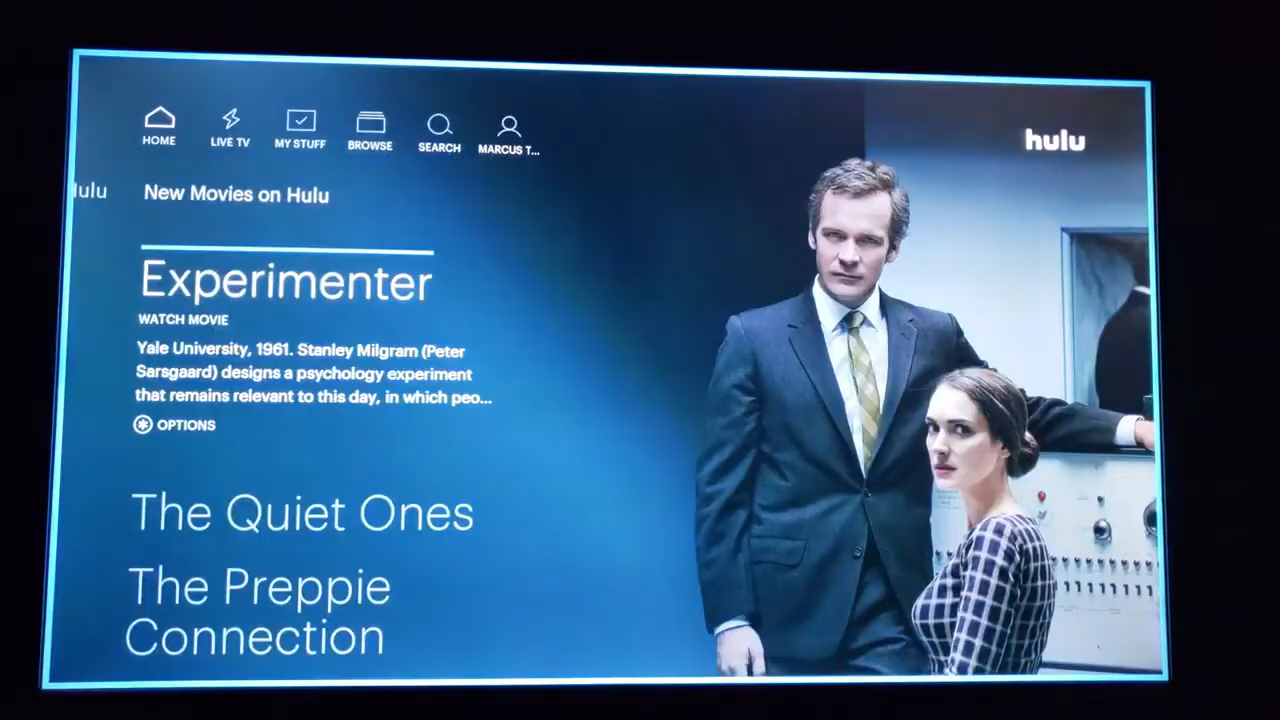 HOME
LIVE TV
MY STUFF
BROWSE
SEARCH
MARCUS T...
hulu
New Movies on Hulu
Experimenter
WATCH MOVIE
Yale University, 1961. Stanley Milgram (Peter
Sarsgaard) designs a psychology experiment
that remains relevant to this day, in which peo...
OPTIONS
The Quiet Ones
The Preppie
Connection